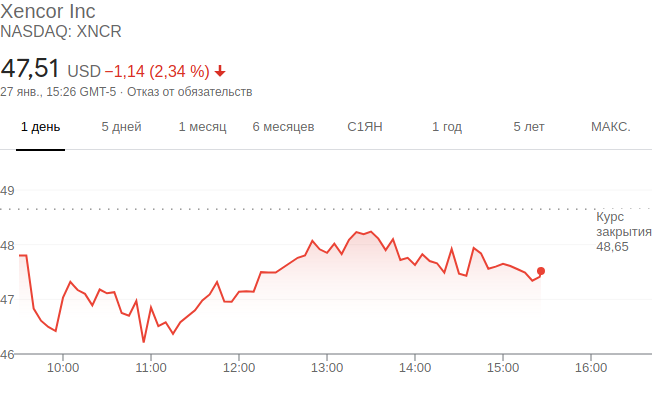 Xencor Inc
NASDAQ: XNCR
47,51 USD −1,14 (2,34 %)
27 янв., 15:26 GMT-5 · Отказ от обязательств
1 день 5 дней 1 месяц 6 месяцев С1ЯН 1 год 5 лет МАКС.
49
Курс
закрытия
48,65
48
47
46
10:00 11:00 12:00 13:00 14:00 15:00 16:00